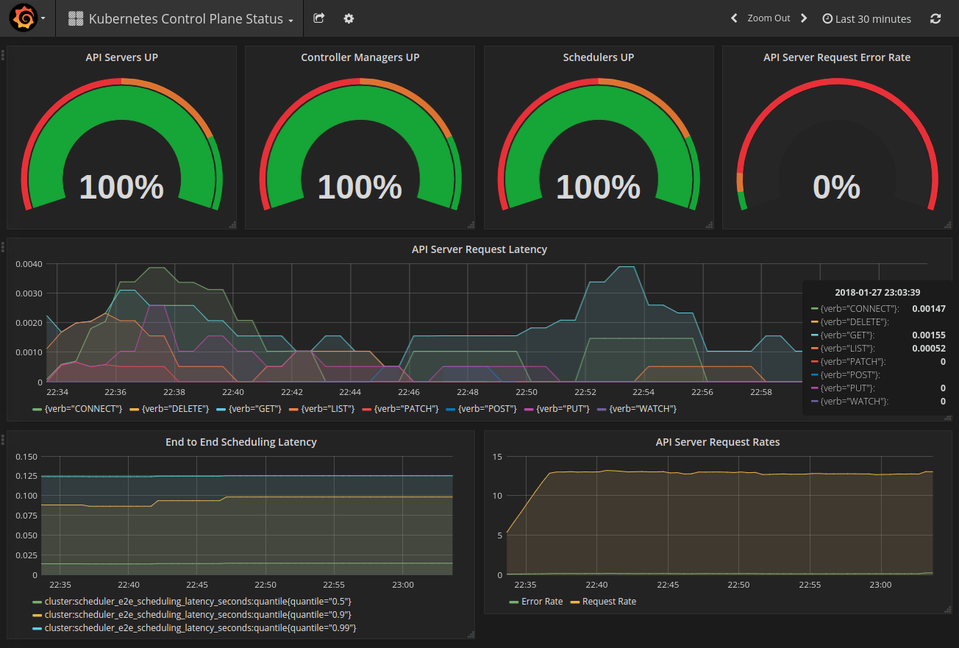 Kubernetes Control Plane Status
Zoom Out
Last 30 minutes
API Servers UP
Controller Managers UP
Schedulers UP
API Server Request Error Rate
100%
100%
100%
0%
API Server Request Latency
0.0040
0.0030
0.0020
0.0010
0
22:34 22:36 22:38 22:40 22:42 22:44 22:46 22:48 22:50 22:52 22:54 22:56 22:58
2018-01-27 23:03:39
{verb="CONNECT"}: 0.00147
{verb="DELETE"}:
{verb="GET"}: 0.00155
{verb="LIST"}: 0.00052
{verb="PATCH"}: 0
{verb="POST"}:
{verb="PUT"}: 0
{verb="WATCH"}: 0
{verb="CONNECT"} {verb="DELETE"} {verb="GET"} {verb="LIST"} {verb="PATCH"} {verb="POST"} {verb="PUT"} {verb="WATCH"}
End to End Scheduling Latency
0.150
0.125
0.100
0.075
0.050
0.025
0
22:35 22:40 22:45 22:50 22:55 23:00
cluster:scheduler_e2e_scheduling_latency_seconds:quantile{quantile="0.5"}
cluster:scheduler_e2e_scheduling_latency_seconds:quantile{quantile="0.9"}
cluster:scheduler_e2e_scheduling_latency_seconds:quantile{quantile="0.99"}
API Server Request Rates
15
10
5
0
22:35 22:40 22:45 22:50 22:55 23:00
Error Rate Request Rate